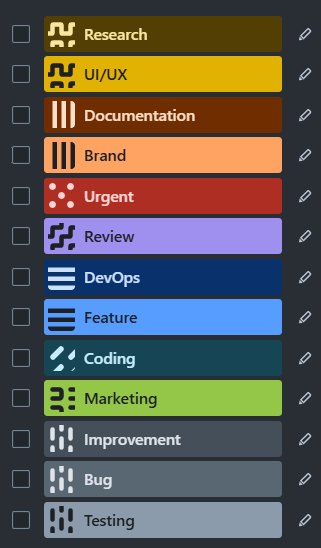 Research
UI/UX
Documentation
Brand
Urgent
Review
DevOps
Feature
Coding
Marketing
Improvement
Bug
Testing